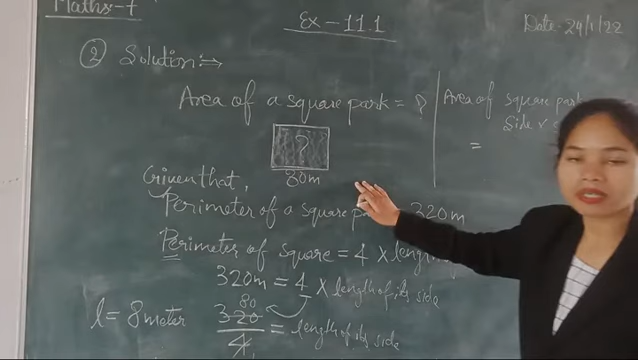 Maths-7
Ex-11.1
Date-24/1/22
② Solution:⇒
Area of a square park = ?
Area of square park
Side ×
=
?
80m
Given that,
Perimeter of a square 320m
Perimeter of square = 4 × length
320m = 4 × length of its side
80
320 = length of its side
4
l = 8 meter